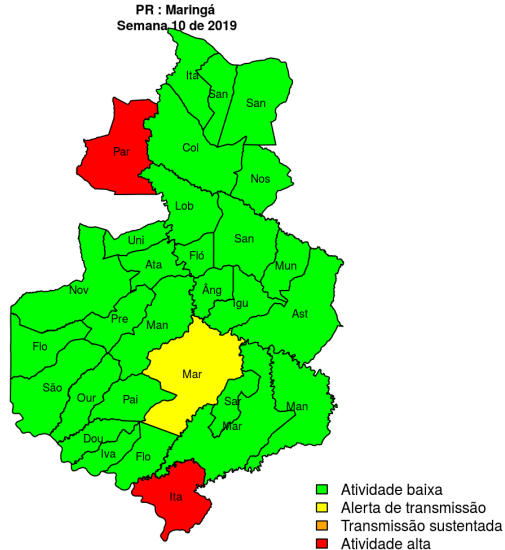 PR : Maringá
Semana 10 de 2019
Ita
San
San
Par
Col
Nos
Lob
Uni
San
Fló
Ata
Mun
Nov
Âng
Igu
Ast
Pre
Man
Flo
Mar
São
Our
Pai
Sar
Man
Mar
Dou
Iva
Flo
Ita
Atividade baixa
Alerta de transmissão
Transmissão sustentada
Atividade alta